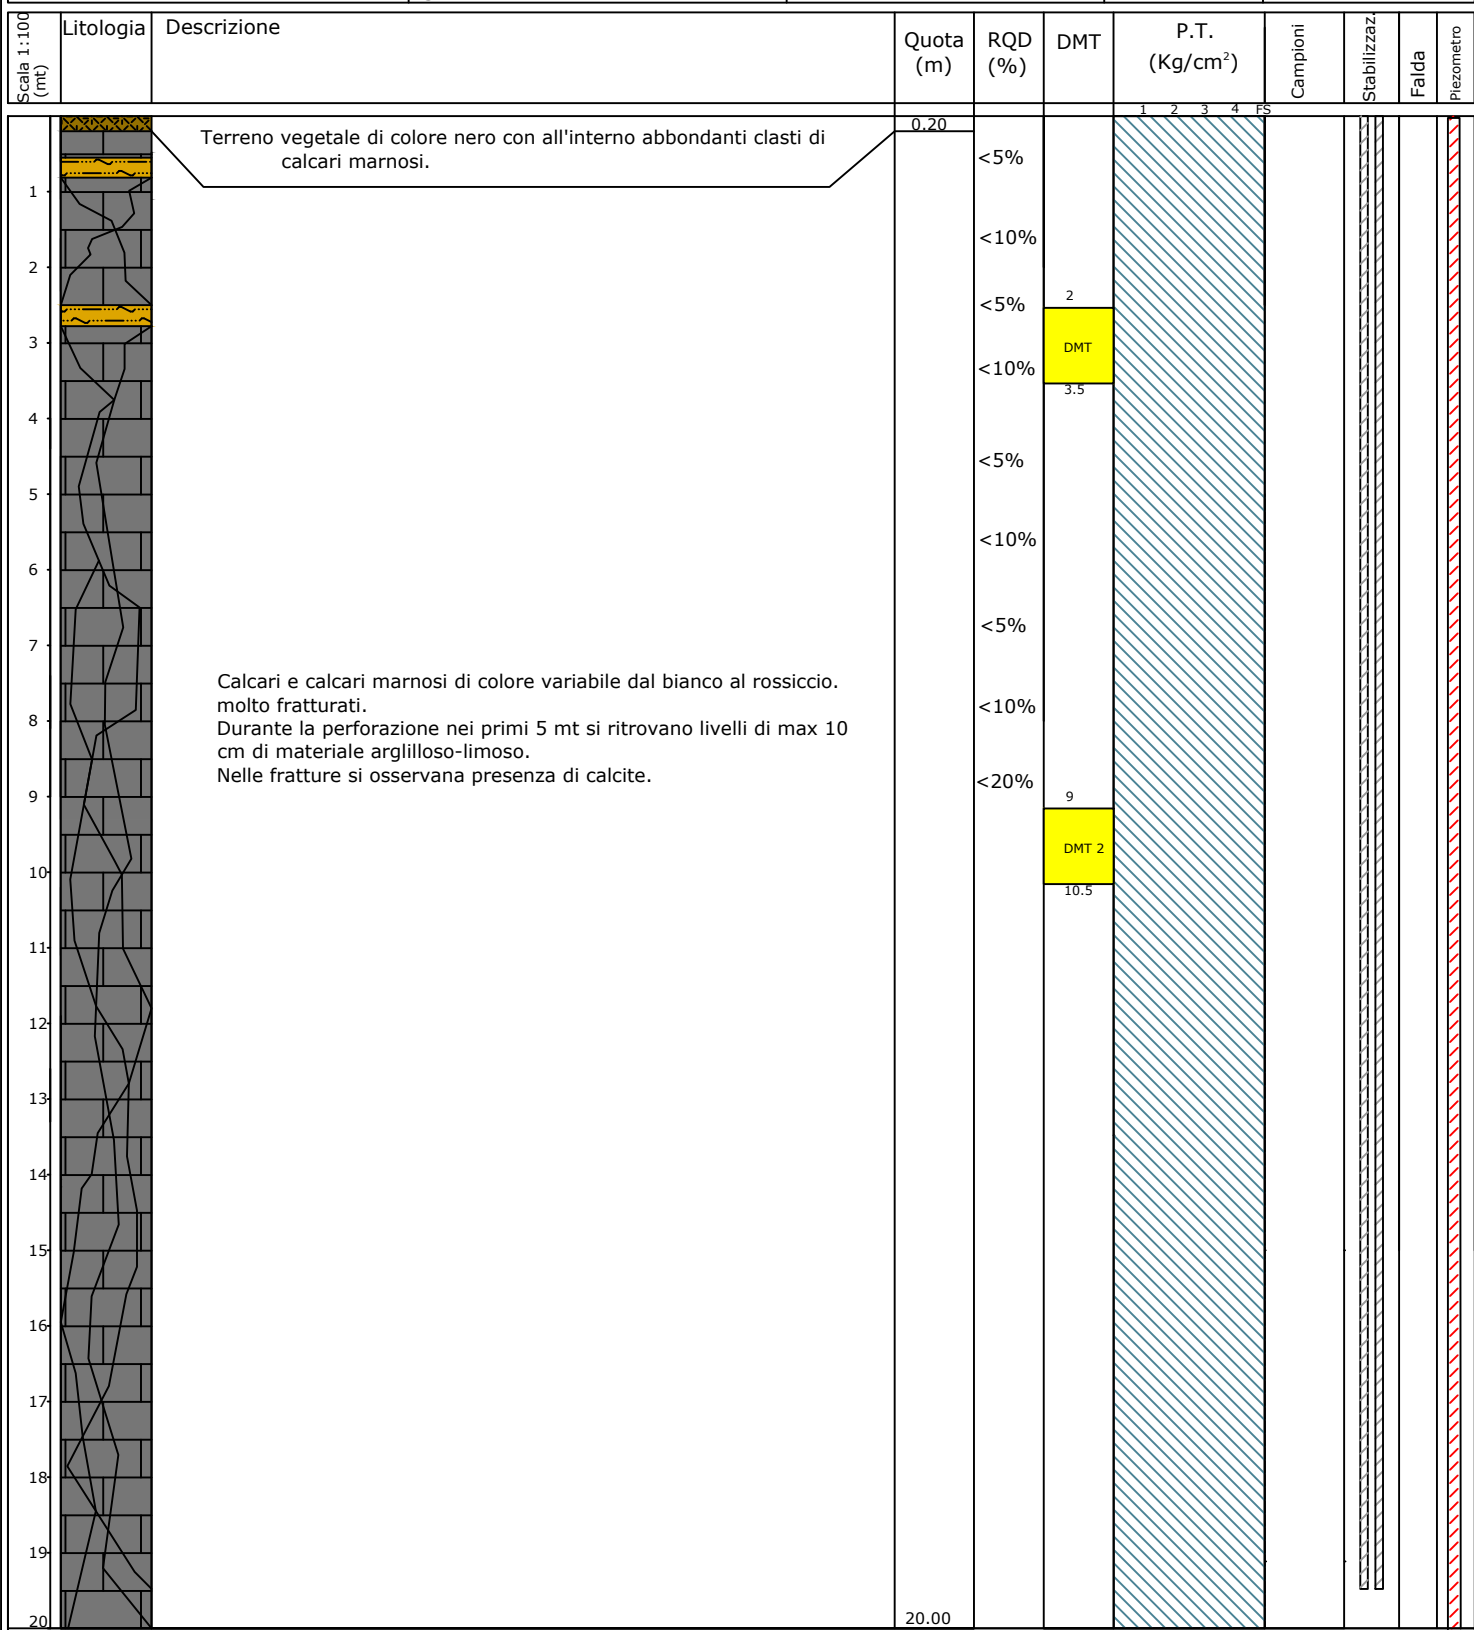 Scala 1:100
(mt)
Litologia
Descrizione
Quota
(m)
RQD
(%)
DMT
P.T.
(Kg/cm²)
Campioni
Stabilizzaz.
Falda
Piezometro
1 2 3 4 FS
Terreno vegetale di colore nero con all'interno abbondanti clasti di
calcari marnosi.
0.20
<5%
1
<10%
2
<5%
2
DMT
3
<10%
3.5
4
<5%
5
<10%
6
<5%
7
Calcari e calcari marnosi di colore variabile dal bianco al rossiccio.
molto fratturati.
Durante la perforazione nei primi 5 mt si ritrovano livelli di max 10
cm di materiale arglilloso-limoso.
Nelle fratture si osservana presenza di calcite.
<10%
8
<20%
9
9
DMT 2
10
10.5
11
12
13
14
15
16
17
18
19
20
20.00